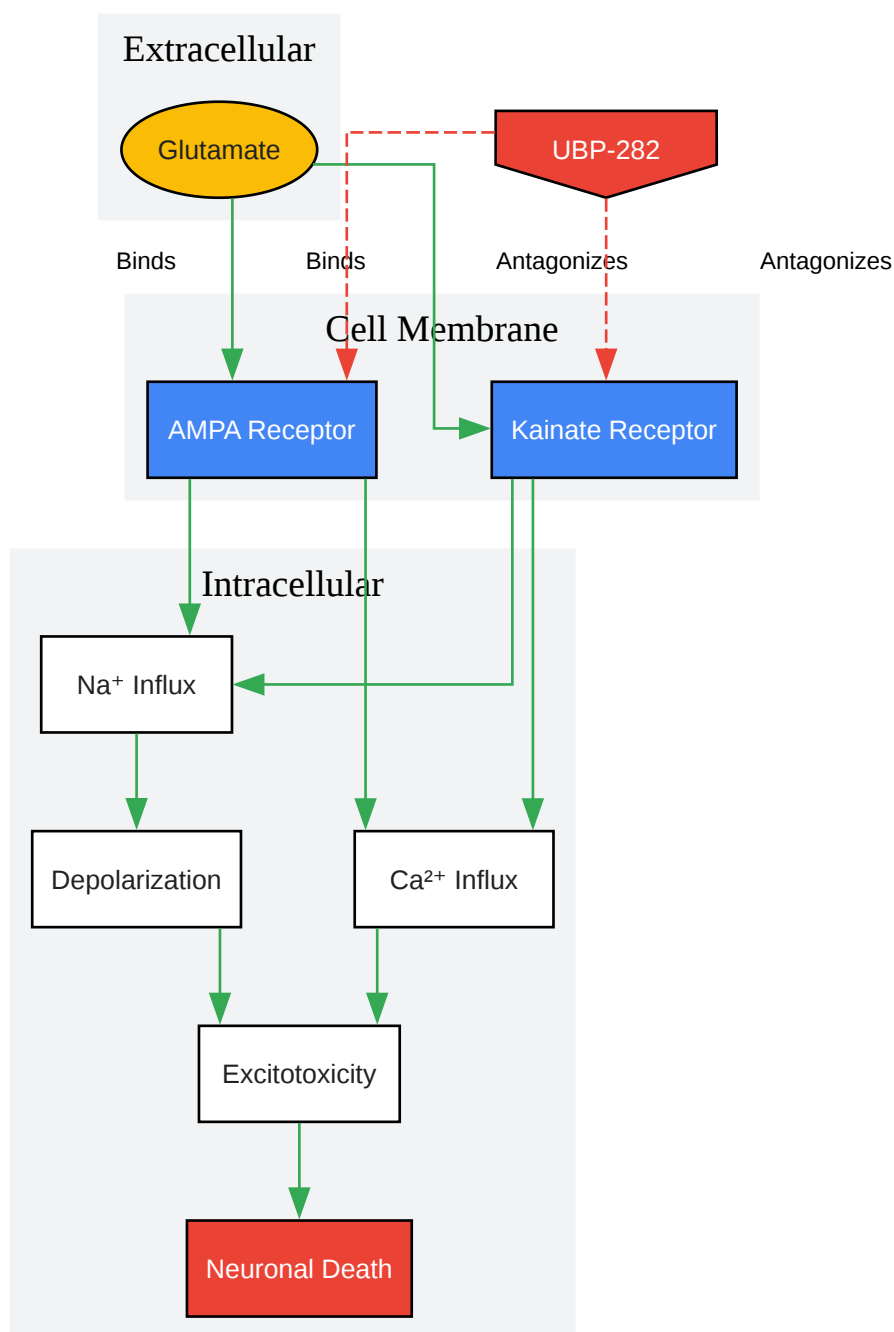 Extracellular
Glutamate
UBP-282
Binds
Binds
Antagonizes
Antagonizes
Cell Membrane
AMPA Receptor
Kainate Receptor
Intracellular
Na⁺ Influx
Depolarization
Ca²⁺ Influx
Excitotoxicity
Neuronal Death